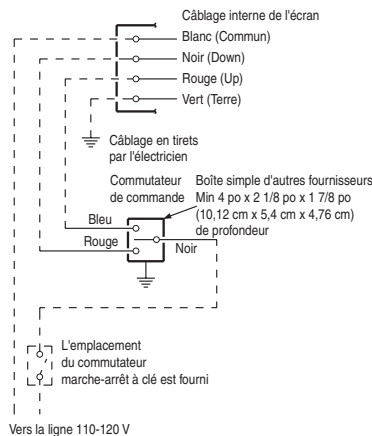 Câblage interne de l'écran
Blanc (Commun)
Noir (Down)
Rouge (Up)
Vert (Terre)
Câblage en tirets
par l'électricien
Commutateur
de commande
Boîte simple d'autres fournisseurs
Min 4 po x 2 1/8 po x 1 7/8 po
(10,12 cm x 5,4 cm x 4,76 cm)
de profondeur
Bleu
Rouge
Noir
L'emplacement
du commutateur
marche-arrêt à clé est fourni
Vers la ligne 110-120 V